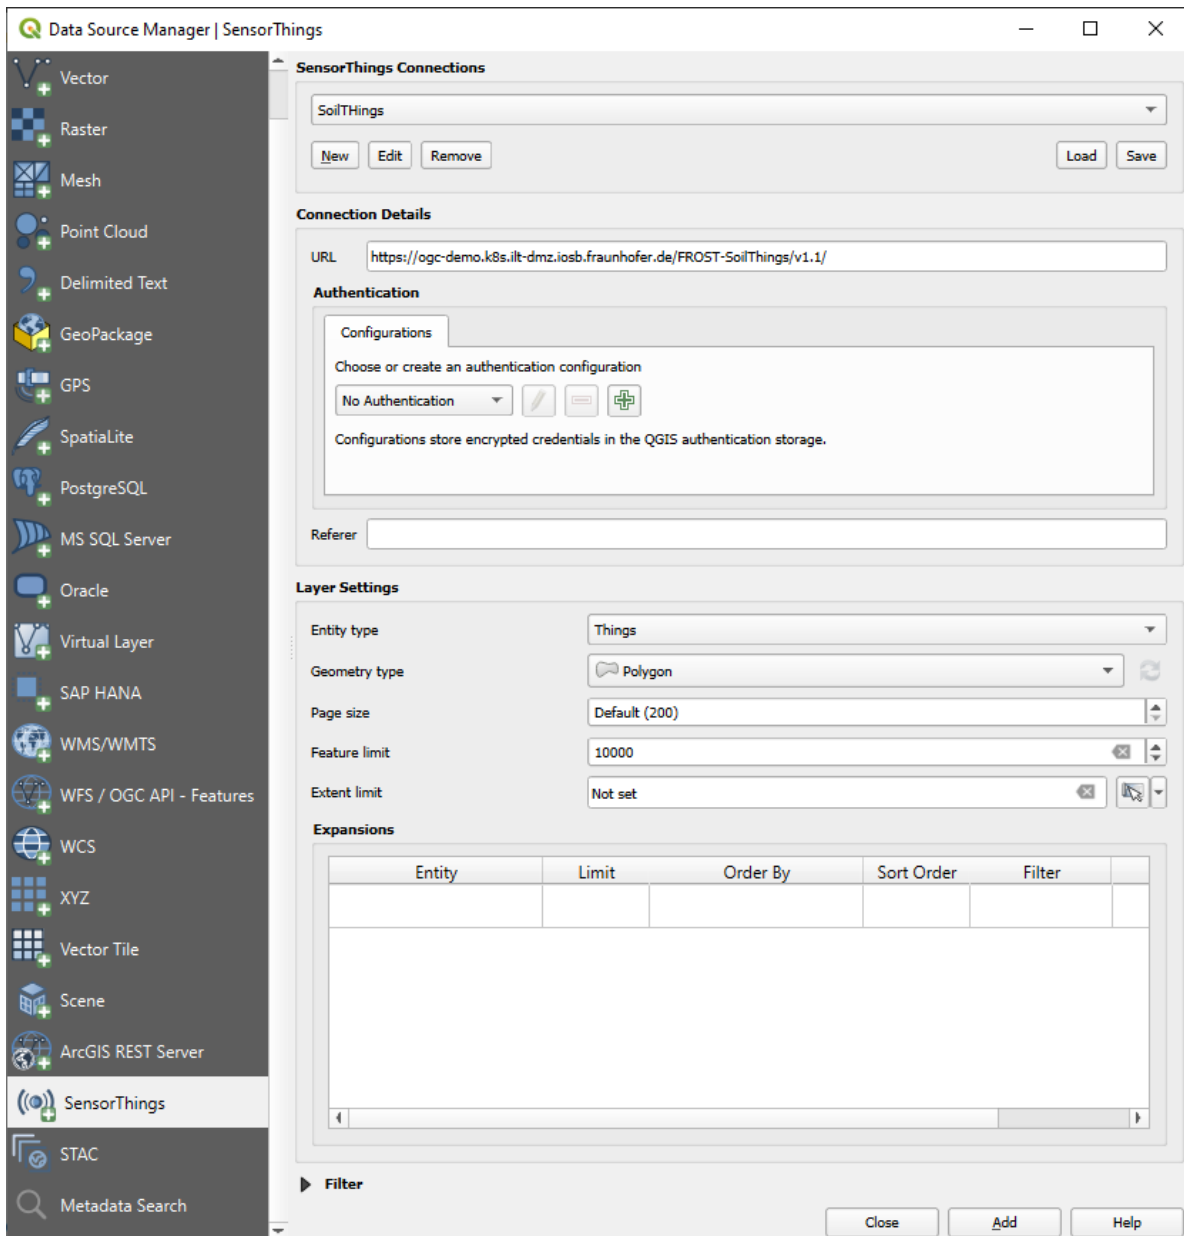 Data Source Manager | SensorThings
Vector
Raster
Mesh
Point Cloud
Delimited Text
GeoPackage
GPS
SpatiaLite
PostgreSQL
MS SQL Server
Oracle
Virtual Layer
SAP HANA
WMS/WMTS
WFS / OGC API - Features
WCS
XYZ
Vector Tile
Scene
ArcGIS REST Server
SensorThings
STAC
Metadata Search
SensorThings Connections
SoilTHings
New Edit Remove Load Save
Connection Details
URL https://ogc-demo.k8s.ilt-dmz.iosb.fraunhofer.de/FROST-SoilThings/v1.1/
Authentication
Configurations
Choose or create an authentication configuration
No Authentication
Configurations store encrypted credentials in the QGIS authentication storage.
Referer
Layer Settings
Entity type Things
Geometry type Polygon
Page size Default (200)
Feature limit 10000
Extent limit Not set
Expansions
Entity Limit Order By Sort Order Filter
Filter
Close Add Help